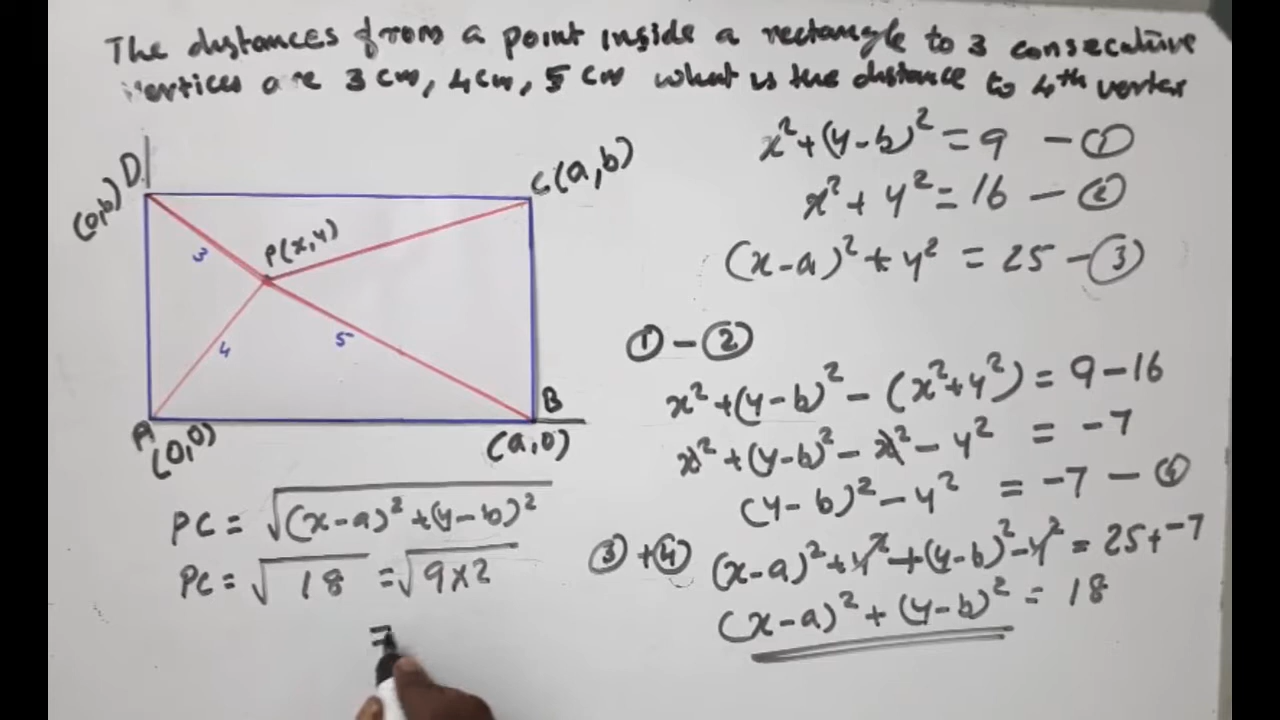 The distances from a point inside a rectangle to 3 consecutive
vertices are 3 cm, 4 cm, 5 cm what is the distance to 4th vertex
D
(0,b)
C(a,b)
P(x,y)
3
4
5
A
(0,0)
B
(a,0)
PC = √(x-a)² + (y-b)²
PC = √18 = √9×2
=
x² + (y-b)² = 9 — ①
x² + y² = 16 — ②
(x-a)² + y² = 25 — ③
① - ②
x² + (y-b)² - (x² + y²) = 9 - 16
x² + (y-b)² - x² - y² = -7
(y-b)² - y² = -7 — ④
③ + ④ (x-a)² + y² + (y-b)² - y² = 25 + -7
(x-a)² + (y-b)² = 18